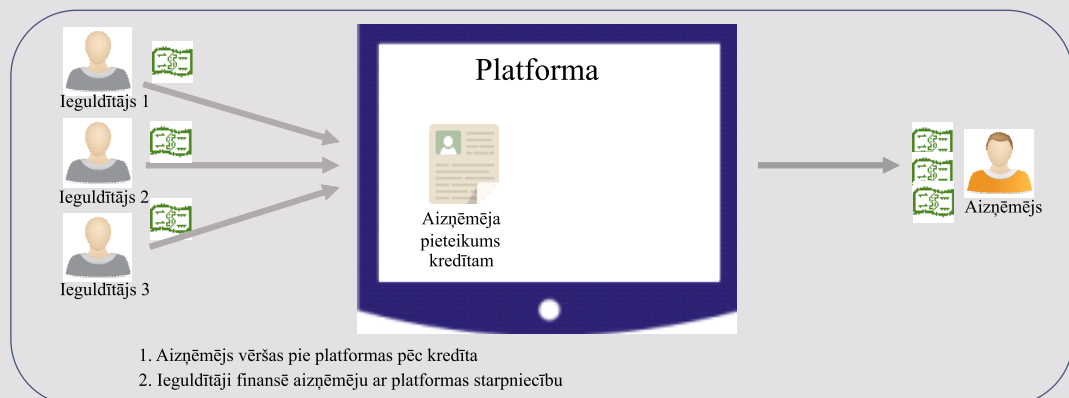 Platforma
Ieguldītājs 1
Ieguldītājs 2
Ieguldītājs 3
Aizņēmēja
pieteikums
kredītam
Aizņēmējs
1. Aizņēmējs vēršas pie platformas pēc kredīta
2. Ieguldītāji finansē aizņēmēju ar platformas starpniecību